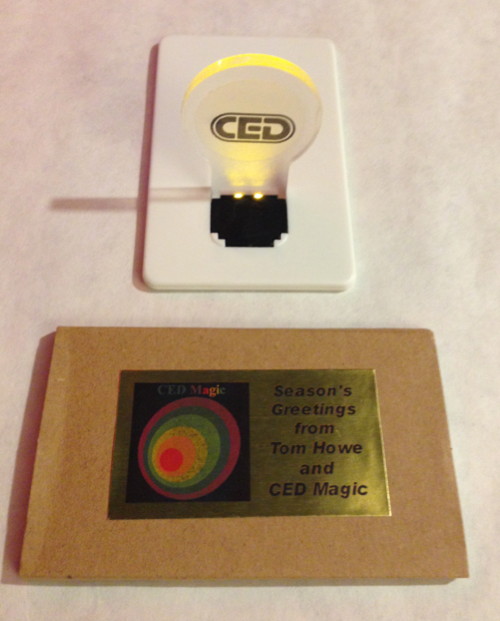 CED
CED Magic
Season's
Greetings
from
Tom Howe
and
CED Magic